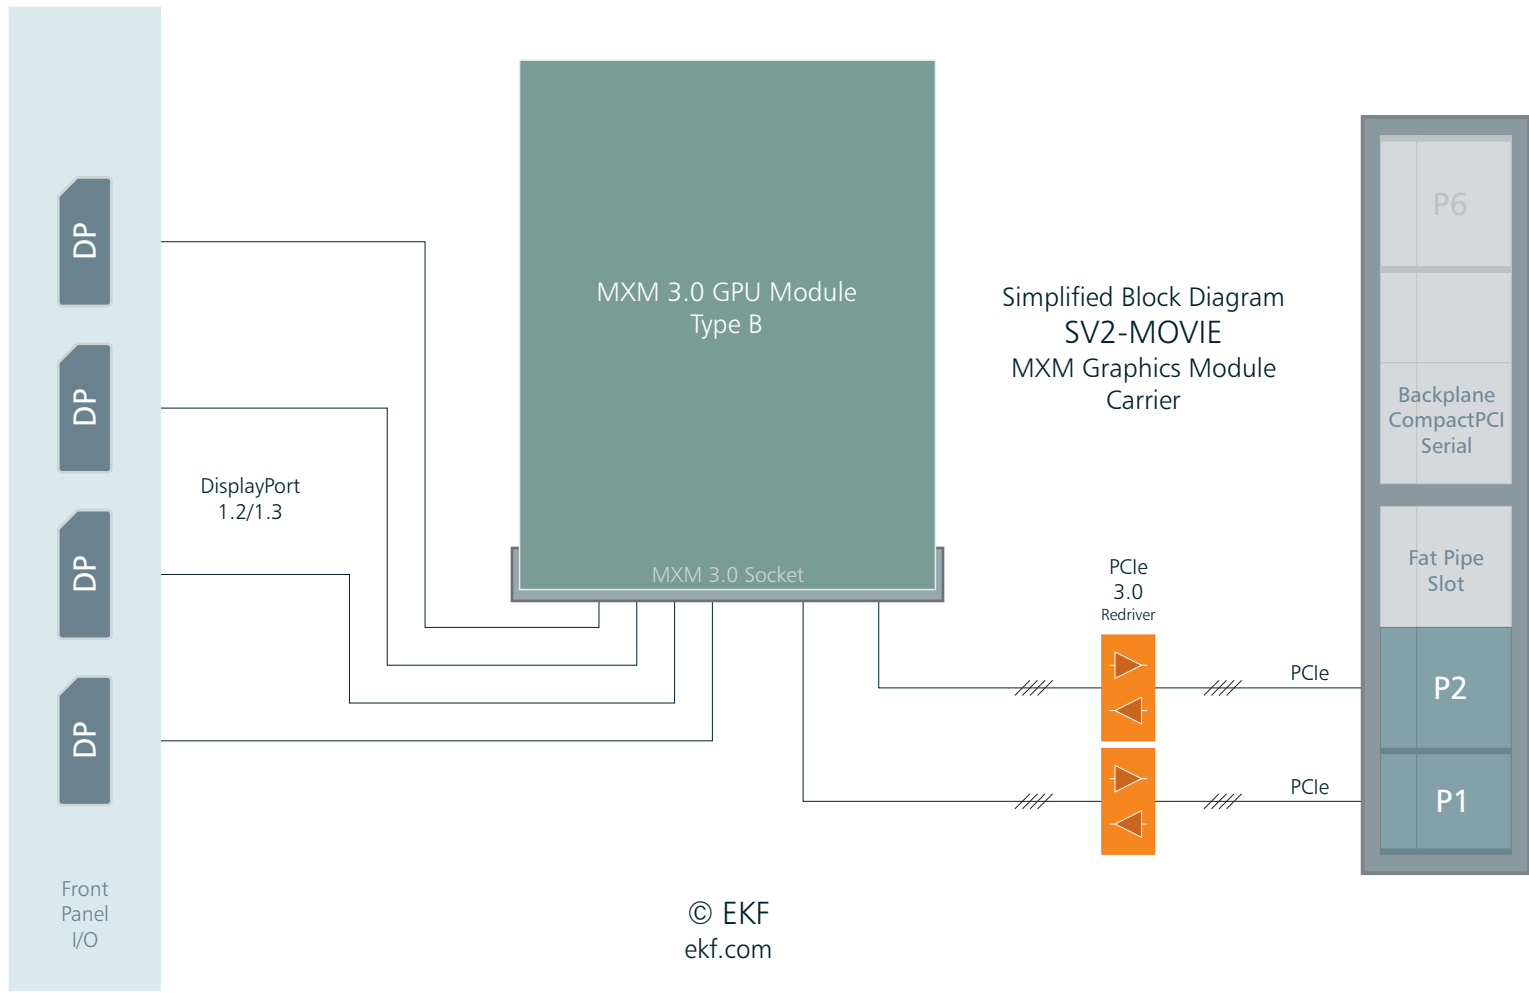 DP
DP
DP
DP
Front
Panel
I/O
DisplayPort
1.2/1.3
MXM 3.0 GPU Module
Type B
MXM 3.0 Socket
Simplified Block Diagram
SV2-MOVIE
MXM Graphics Module
Carrier
PCIe
3.0
Redriver
PCIe
PCIe
P6
Backplane
CompactPCI
Serial
Fat Pipe
Slot
P2
P1
© EKF
ekf.com